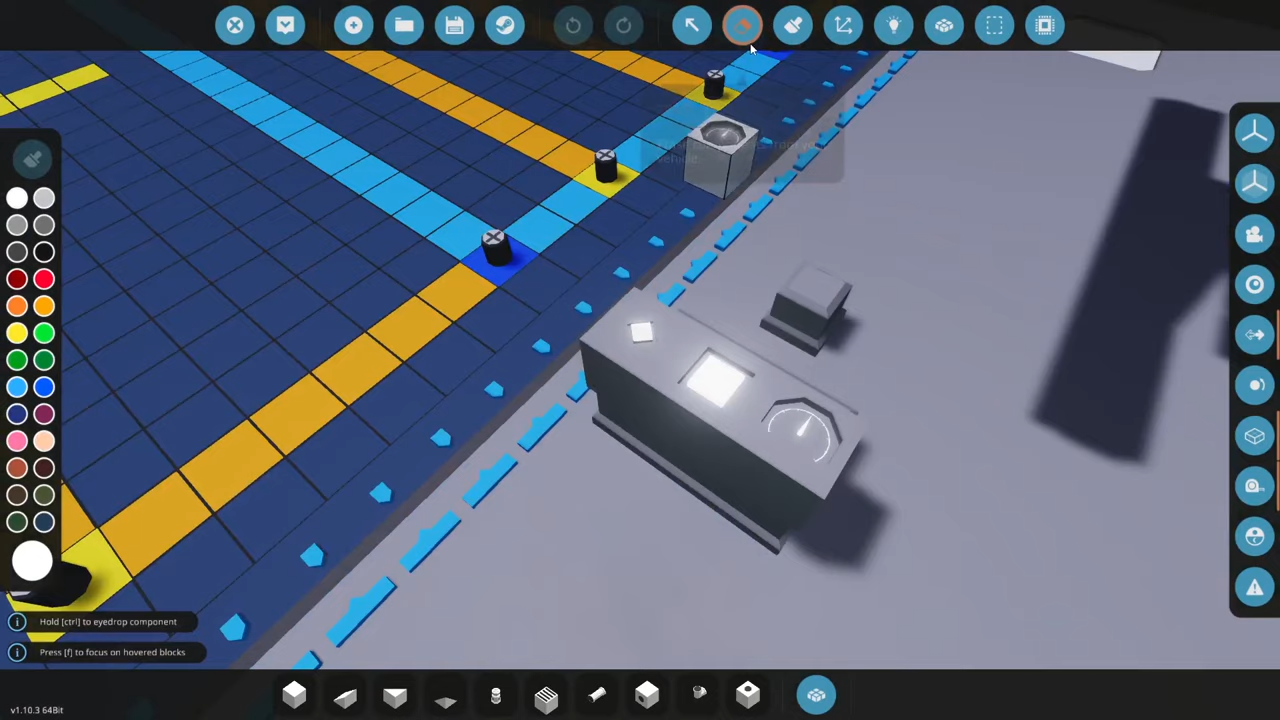 Hold [ctrl] to eyedrop component
Press [f] to focus on hovered blocks
v1.10.3 64Bit